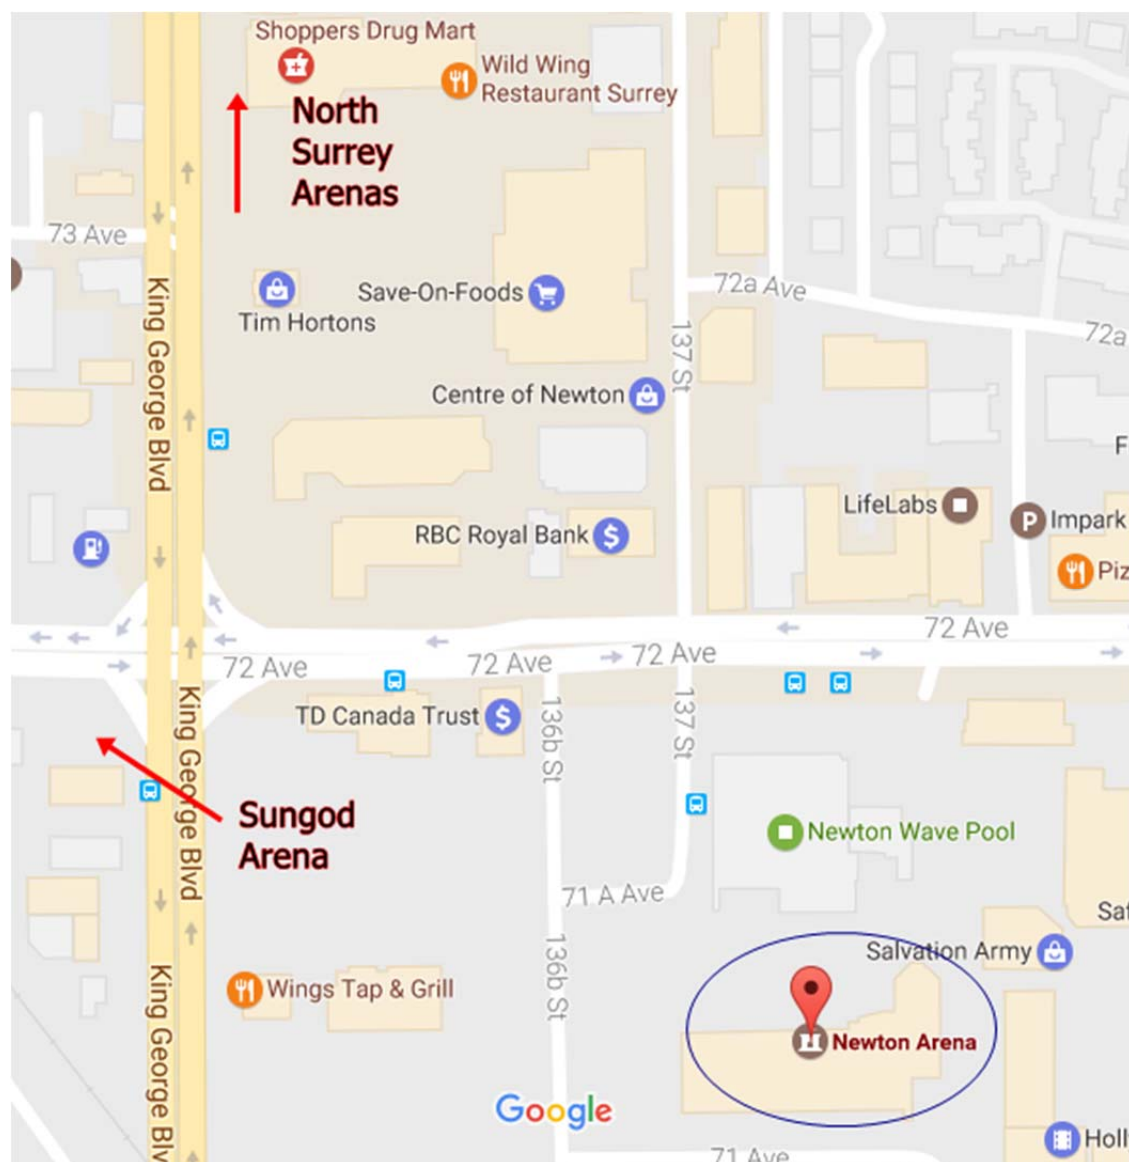 Shoppers Drug Mart
Wild Wing
Restaurant Surrey
North
Surrey
Arenas
73 Ave
72a Ave
King George Blvd
Save-On-Foods
Tim Hortons
137 St
72a
Centre of Newton
F
LifeLabs
P
Impark
RBC Royal Bank
$
Piz
72 Ave
72 Ave
72 Ave
72 Ave
King George Blvd
TD Canada Trust
$
136b St
137 St
Sungod
Arena
Newton Wave Pool
71 A Ave
Saf
Salvation Army
136b St
King George Blv
Wings Tap & Grill
Newton Arena
Google
Holl
71 Ave